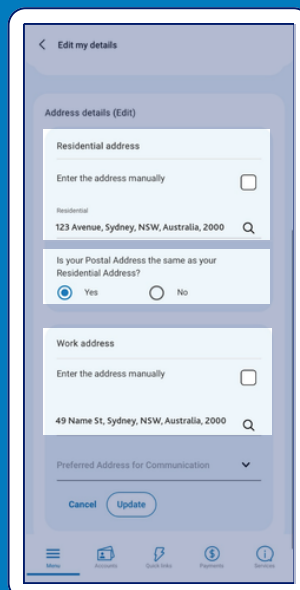 Edit my details
Address details (Edit)
Residential address
Enter the address manually
Residential
123 Avenue, Sydney, NSW, Australia, 2000
Is your Postal Address the same as your
Residential Address?
Yes No
Work address
Enter the address manually
49 Name St, Sydney, NSW, Australia, 2000
Preferred Address for Communication
Cancel Update
Menu Accounts Quick links Payments Services